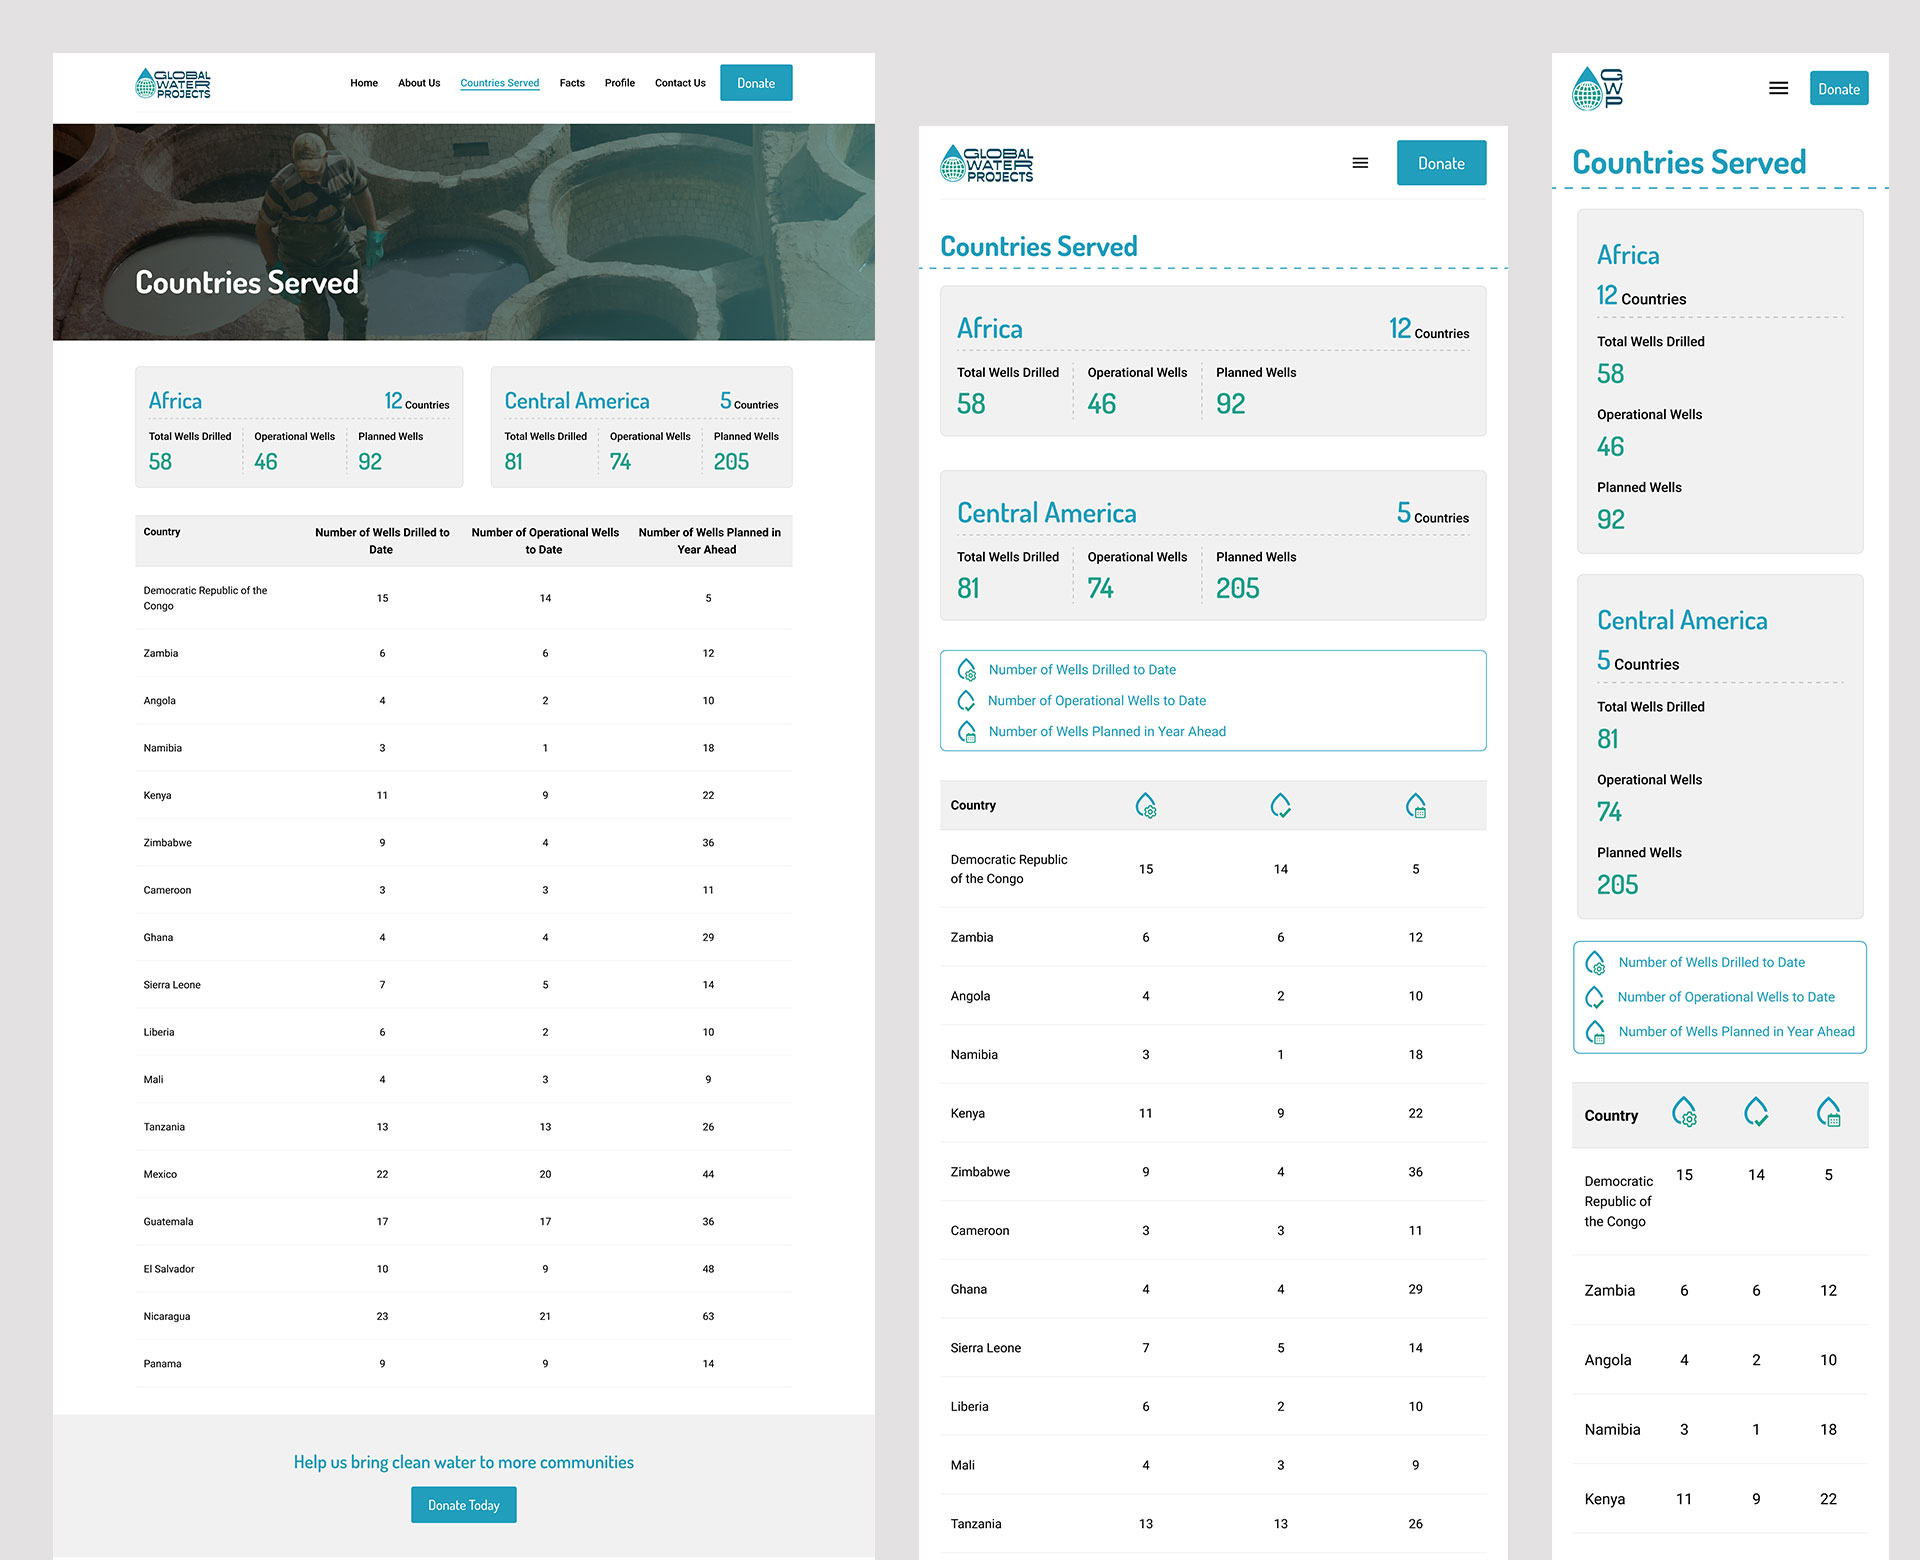 GLOBAL
WATER
PROJECTS
Home About Us Countries Served Facts Profile Contact Us Donate
Countries Served
Africa 12 Countries
Total Wells Drilled Operational Wells Planned Wells
58 46 92
Central America 5 Countries
Total Wells Drilled Operational Wells Planned Wells
81 74 205
Country Number of Wells Drilled to Date Number of Operational Wells to Date Number of Wells Planned in Year Ahead
Democratic Republic of the Congo 15 14 5
Zambia 6 6 12
Angola 4 2 10
Namibia 3 1 18
Kenya 11 9 22
Zimbabwe 9 4 36
Cameroon 3 3 11
Ghana 4 4 29
Sierra Leone 7 5 14
Liberia 6 2 10
Mali 4 3 9
Tanzania 13 13 26
Mexico 22 20 44
Guatemala 17 17 36
El Salvador 10 9 48
Nicaragua 23 21 63
Panama 9 9 14
Help us bring clean water to more communities
Donate Today
GLOBAL
WATER
PROJECTS
Donate
Countries Served
Africa 12 Countries
Total Wells Drilled Operational Wells Planned Wells
58 46 92
Central America 5 Countries
Total Wells Drilled Operational Wells Planned Wells
81 74 205
Number of Wells Drilled to Date
Number of Operational Wells to Date
Number of Wells Planned in Year Ahead
Country
Democratic Republic
of the Congo 15 14 5
Zambia 6 6 12
Angola 4 2 10
Namibia 3 1 18
Kenya 11 9 22
Zimbabwe 9 4 36
Cameroon 3 3 11
Ghana 4 4 29
Sierra Leone 7 5 14
Liberia 6 2 10
Mali 4 3 9
Tanzania 13 13 26
GWP
Donate
Countries Served
Africa
12 Countries
Total Wells Drilled
58
Operational Wells
46
Planned Wells
92
Central America
5 Countries
Total Wells Drilled
81
Operational Wells
74
Planned Wells
205
Number of Wells Drilled to Date
Number of Operational Wells to Date
Number of Wells Planned in Year Ahead
Country
Democratic 15 14 5
Republic of
the Congo
Zambia 6 6 12
Angola 4 2 10
Namibia 3 1 18
Kenya 11 9 22